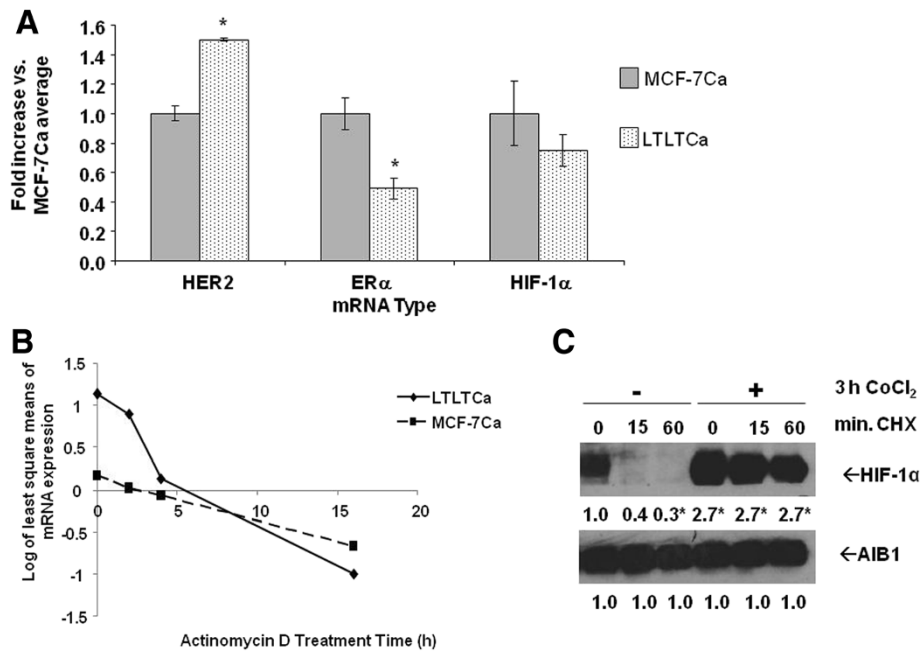 A
Fold increase vs.
MCF-7Ca average
1.6
1.4
1.2
1.0
0.8
0.6
0.4
0.2
0.0
*
*
HER2
ERα
HIF-1α
mRNA Type
MCF-7Ca
LTLTCa
B
Log of least square means of
mRNA expression
1.5
1
0.5
0
-0.5
-1
-1.5
0 5 10 15 20
LTLTCa
MCF-7Ca
Actinomycin D Treatment Time (h)
C
- + 3 h CoCl2
0 15 60 0 15 60 min. CHX
←HIF-1α
1.0 0.4 0.3* 2.7* 2.7* 2.7*
←AIB1
1.0 1.0 1.0 1.0 1.0 1.0